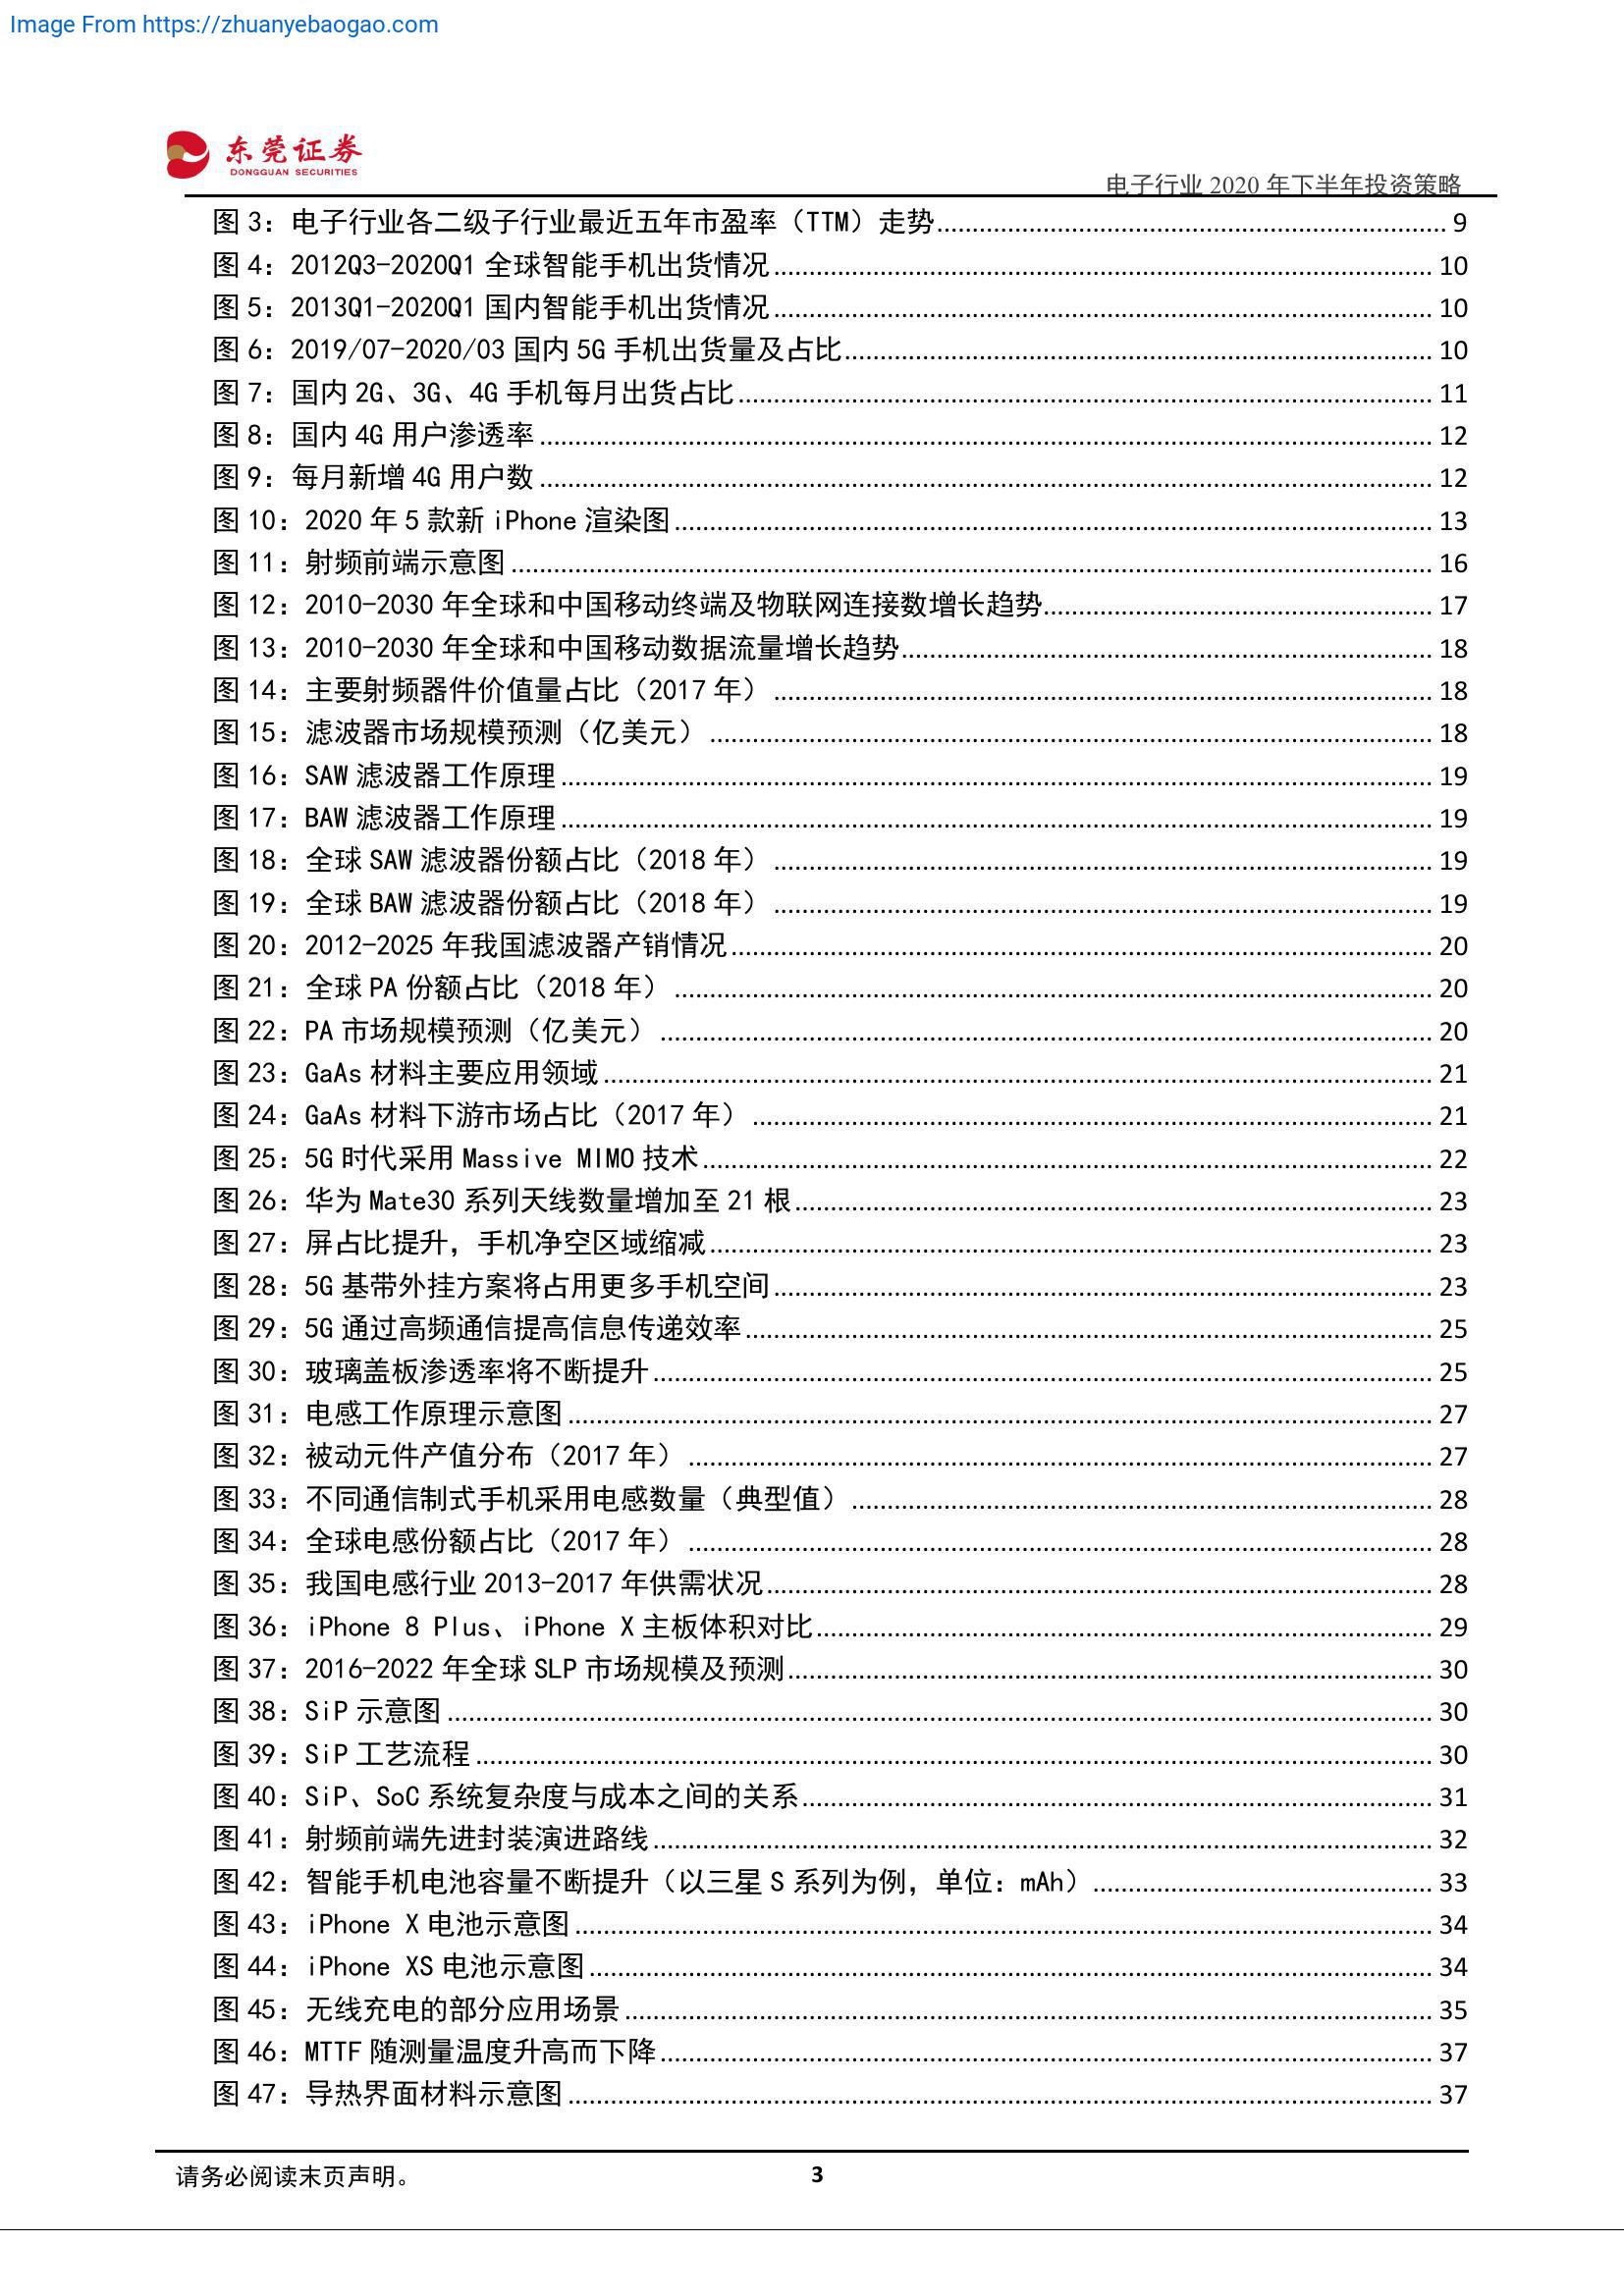 Image From https://zhuanyebaogao.com
东莞证券
DONGGUAN SECURITIES
电子行业 2020 年下半年投资策略
图 3：电子行业各二级子行业最近五年市盈率（TTM）走势 9
图 4：2012Q3-2020Q1 全球智能手机出货情况 10
图 5：2013Q1-2020Q1 国内智能手机出货情况 10
图 6：2019/07-2020/03 国内 5G 手机出货量及占比 10
图 7：国内 2G、3G、4G 手机每月出货占比 11
图 8：国内 4G 用户渗透率 12
图 9：每月新增 4G 用户数 12
图 10：2020 年 5 款新 iPhone 渲染图 13
图 11：射频前端示意图 16
图 12：2010-2030 年全球和中国移动终端及物联网连接数增长趋势 17
图 13：2010-2030 年全球和中国移动数据流量增长趋势 18
图 14：主要射频器件价值量占比（2017 年） 18
图 15：滤波器市场规模预测（亿美元） 18
图 16：SAW 滤波器工作原理 19
图 17：BAW 滤波器工作原理 19
图 18：全球 SAW 滤波器份额占比（2018 年） 19
图 19：全球 BAW 滤波器份额占比（2018 年） 19
图 20：2012-2025 年我国滤波器产销情况 20
图 21：全球 PA 份额占比（2018 年） 20
图 22：PA 市场规模预测（亿美元） 20
图 23：GaAs 材料主要应用领域 21
图 24：GaAs 材料下游市场占比（2017 年） 21
图 25：5G 时代采用 Massive MIMO 技术 22
图 26：华为 Mate30 系列天线数量增加至 21 根 23
图 27：屏占比提升，手机净空区域缩减 23
图 28：5G 基带外挂方案将占用更多手机空间 23
图 29：5G 通过高频通信提高信息传递效率 25
图 30：玻璃盖板渗透率将不断提升 25
图 31：电感工作原理示意图 27
图 32：被动元件产值分布（2017 年） 27
图 33：不同通信制式手机采用电感数量（典型值） 28
图 34：全球电感份额占比（2017 年） 28
图 35：我国电感行业 2013-2017 年供需状况 28
图 36：iPhone 8 Plus、iPhone X 主板体积对比 29
图 37：2016-2022 年全球 SLP 市场规模及预测 30
图 38：SiP 示意图 30
图 39：SiP 工艺流程 30
图 40：SiP、SoC 系统复杂度与成本之间的关系 31
图 41：射频前端先进封装演进路线 32
图 42：智能手机电池容量不断提升（以三星 S 系列为例，单位：mAh） 33
图 43：iPhone X 电池示意图 34
图 44：iPhone XS 电池示意图 34
图 45：无线充电的部分应用场景 35
图 46：MTTF 随测量温度升高而下降 37
图 47：导热界面材料示意图 37
请务必阅读末页声明。
3